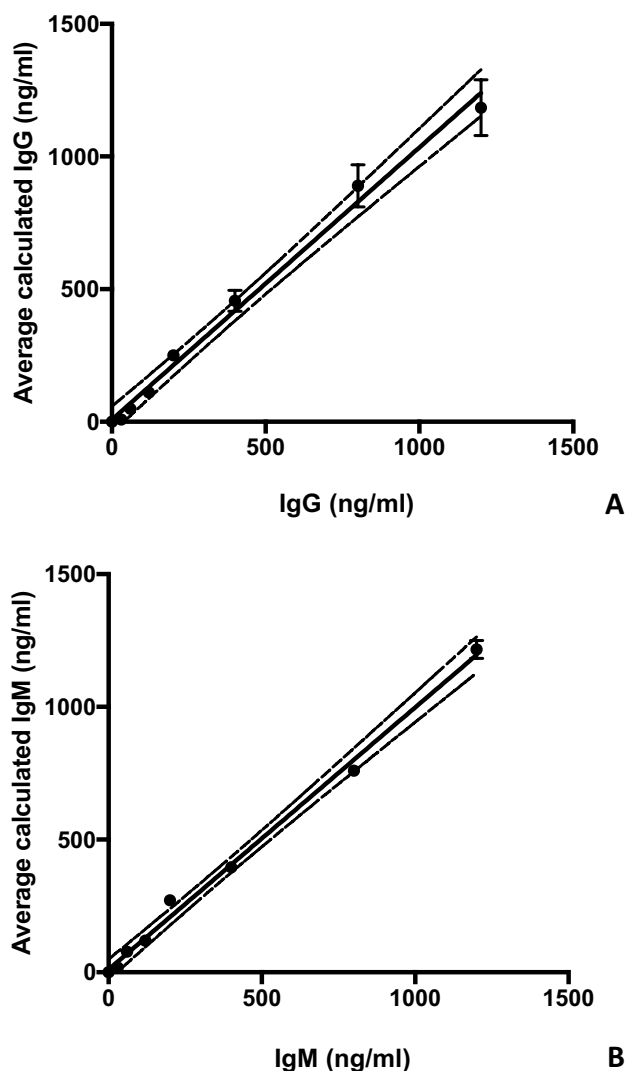 Average calculated IgG (ng/ml)
1500
1000
500
0
0 500 1000 1500
IgG (ng/ml)
A
Average calculated IgM (ng/ml)
1500
1000
500
0
0 500 1000 1500
IgM (ng/ml)
B